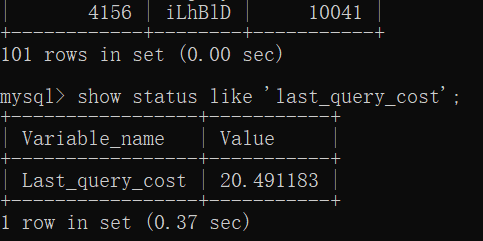 |      4156 | iLhBlD |     10041 |
+-----------+--------+-----------+
101 rows in set (0.00 sec)
mysql> show status like 'last_query_cost';
+-----------------+-----------+
| Variable_name   | Value     |
+-----------------+-----------+
| Last_query_cost | 20.491183 |
+-----------------+-----------+
1 row in set (0.37 sec)